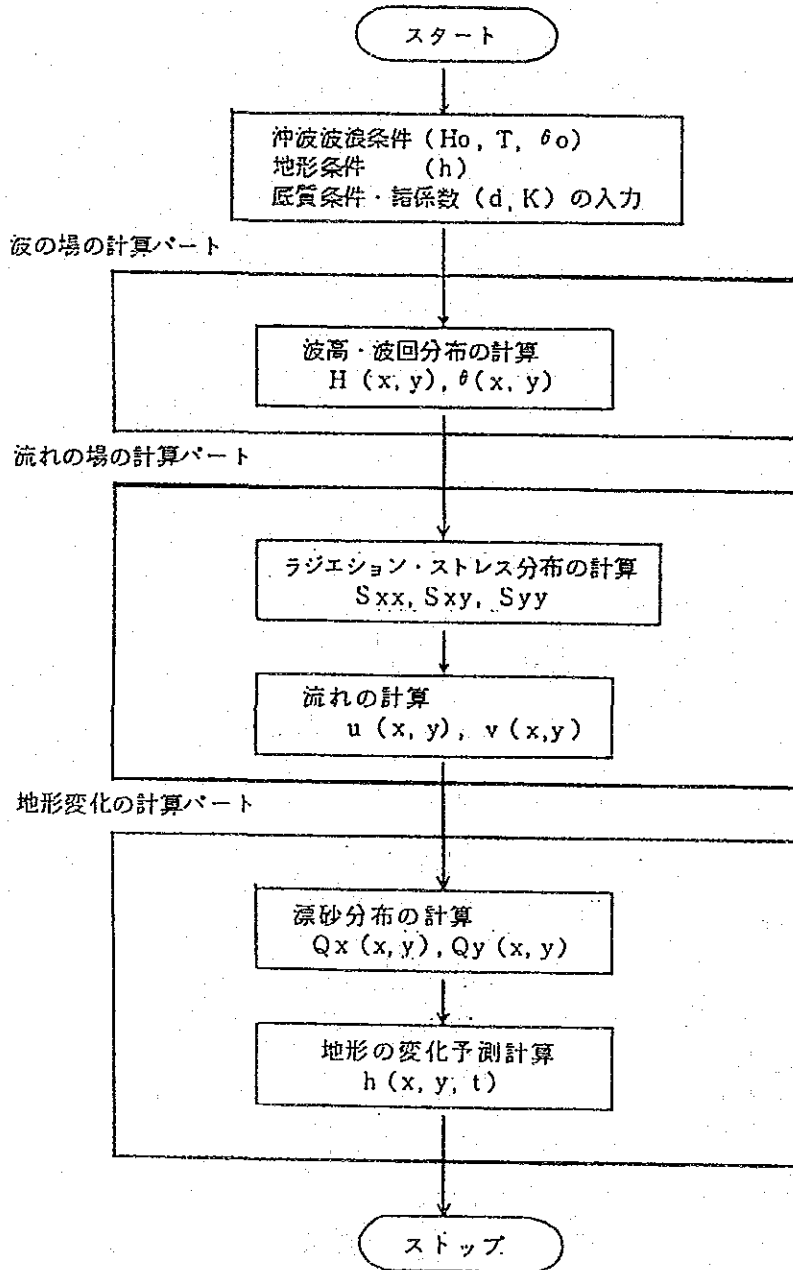 スタート
沖波波浪条件 (Ho, T, θo)
地形条件 (h)
底質条件・諸係数 (d, K) の入力
波の場の計算パート
波高・波回分布の計算
H (x, y), θ(x, y)
流れの場の計算パート
ラジエション・ストレス分布の計算
Sxx, Sxy, Syy
流れの計算
u (x, y), v (x,y)
地形変化の計算パート
漂砂分布の計算
Qx (x, y), Qy (x, y)
地形の変化予測計算
h (x, y, t)
ストップ